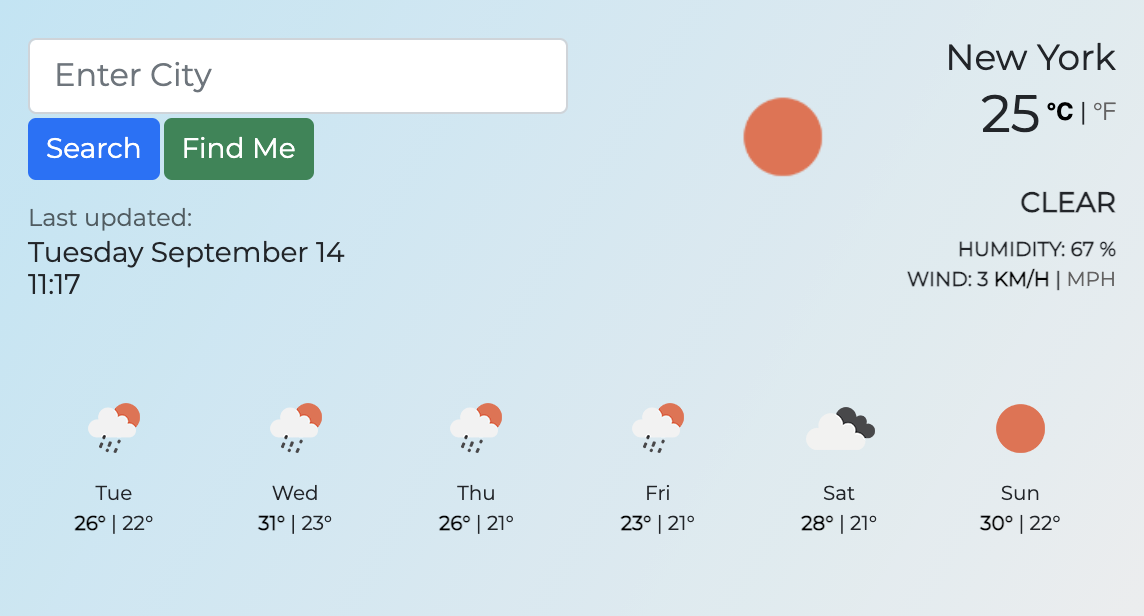 Enter City
Search Find Me
Last updated:
Tuesday September 14
11:17
New York
25 °C | °F
CLEAR
HUMIDITY: 67 %
WIND: 3 KM/H | MPH
Tue Wed Thu Fri Sat Sun
26° | 22° 31° | 23° 26° | 21° 23° | 21° 28° | 21° 30° | 22°